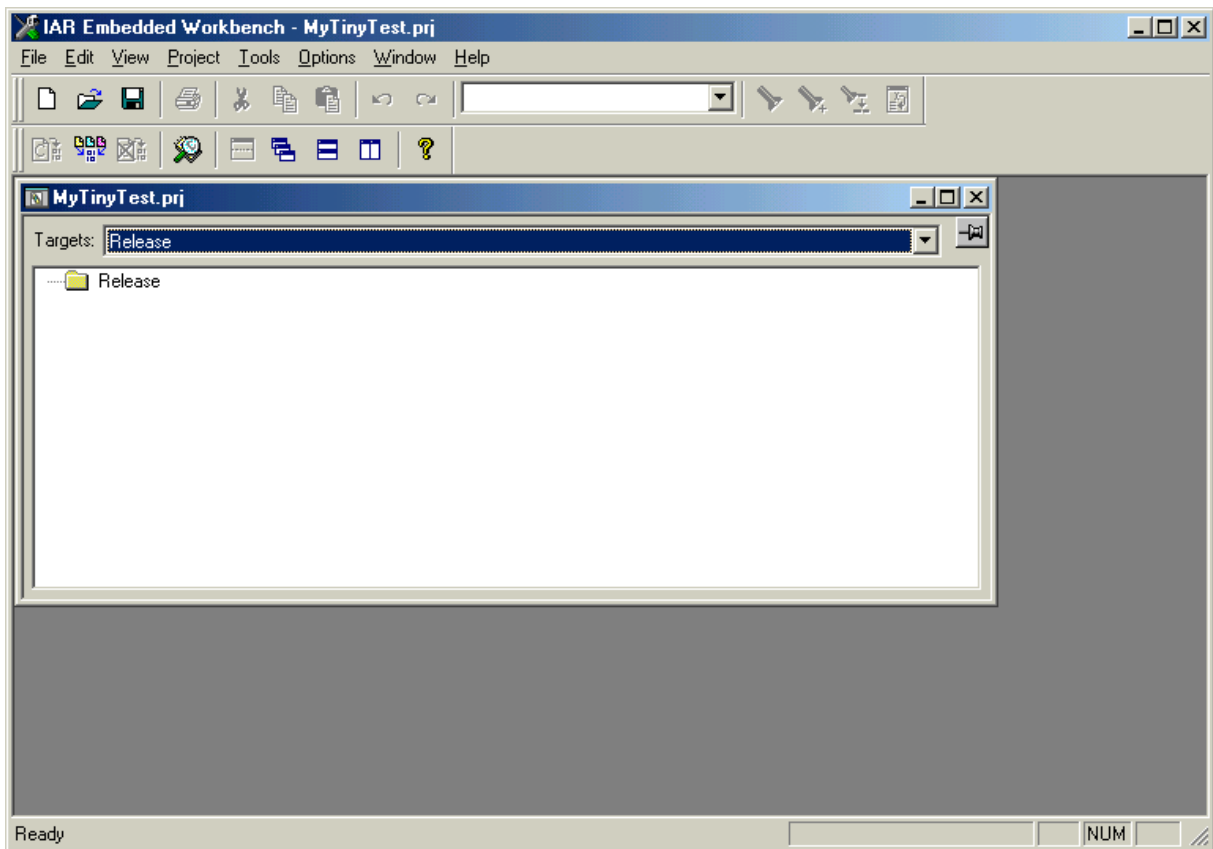 IAR Embedded Workbench - MyTinyTest.prj
File Edit View Project Tools Options Window Help
MyTinyTest.prj
Targets: Release
Release
Ready NUM